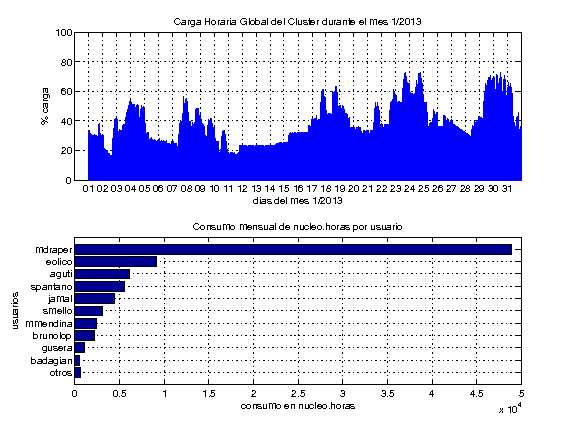 Carga Horaria Global del Cluster durante el mes 1/2013
100
80
60
40
20
0
% carga
01 02 03 04 05 06 07 08 09 10 11 12 13 14 15 16 17 18 19 20 21 22 23 24 25 26 27 28 29 30 31
dias del mes 1/2013
Consumo mensual de nucleo.horas por usuario
usuarios
mdraper
eolico
aguti
spantano
jamal
smello
mmendina
brunolop
gusera
badagian
otros
0 0.5 1 1.5 2 2.5 3 3.5 4 4.5 5
consumo en nucleo.horas
x 10^4